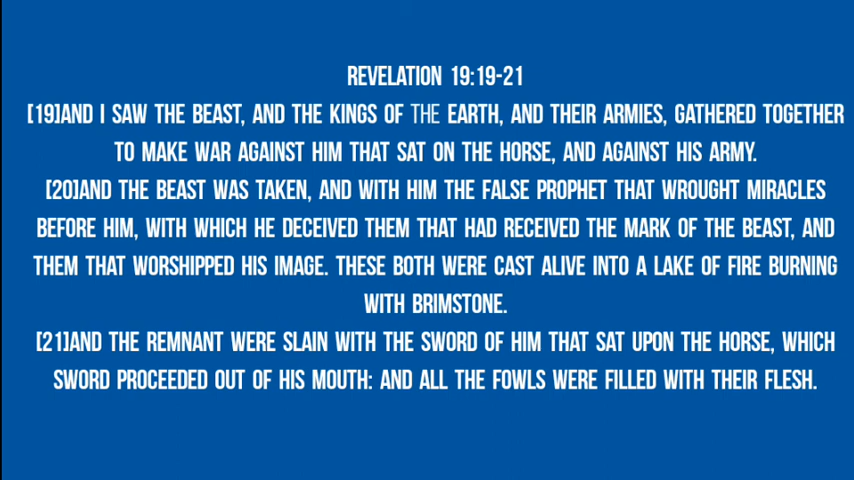 REVELATION 19:19-21
[19]AND I SAW THE BEAST, AND THE KINGS OF THE EARTH, AND THEIR ARMIES, GATHERED TOGETHER
TO MAKE WAR AGAINST HIM THAT SAT ON THE HORSE, AND AGAINST HIS ARMY.
[20]AND THE BEAST WAS TAKEN, AND WITH HIM THE FALSE PROPHET THAT WROUGHT MIRACLES
BEFORE HIM, WITH WHICH HE DECEIVED THEM THAT HAD RECEIVED THE MARK OF THE BEAST, AND
THEM THAT WORSHIPPED HIS IMAGE. THESE BOTH WERE CAST ALIVE INTO A LAKE OF FIRE BURNING
WITH BRIMSTONE.
[21]AND THE REMNANT WERE SLAIN WITH THE SWORD OF HIM THAT SAT UPON THE HORSE, WHICH
SWORD PROCEEDED OUT OF HIS MOUTH: AND ALL THE FOWLS WERE FILLED WITH THEIR FLESH.